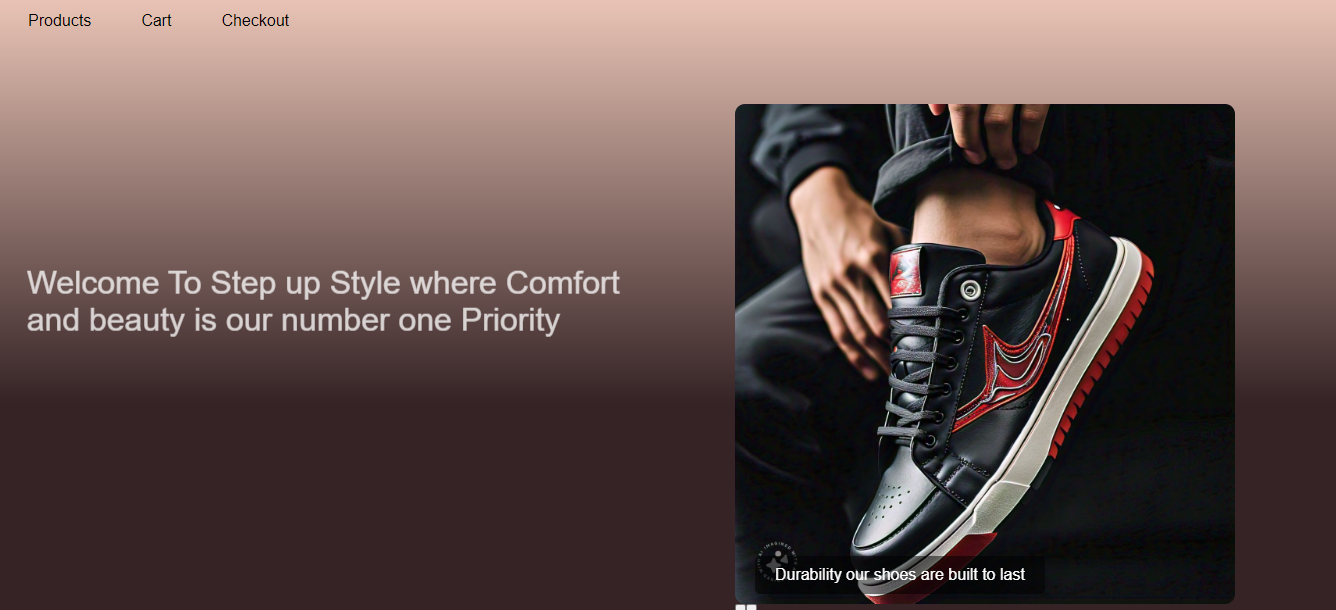 Products Cart Checkout
Welcome To Step up Style where Comfort
and beauty is our number one Priority
Durability our shoes are built to last